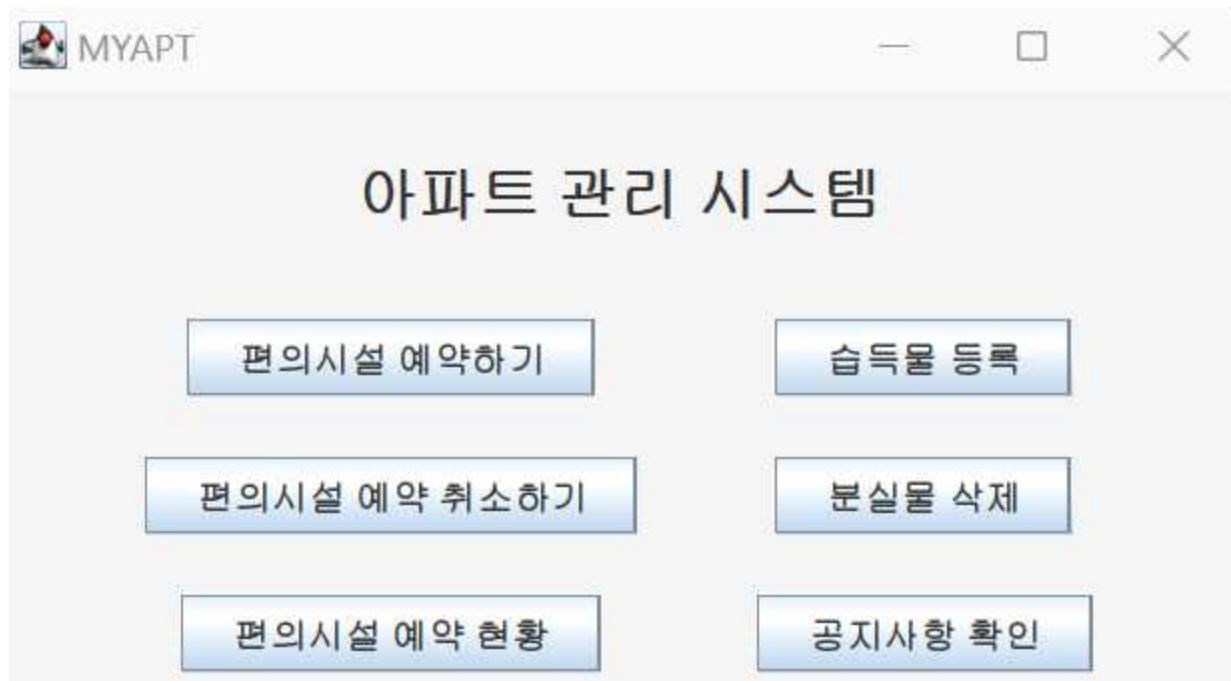 MYAPT
아파트 관리 시스템
편의시설 예약하기
습득물 등록
편의시설 예약 취소하기
분실물 삭제
편의시설 예약 현황
공지사항 확인